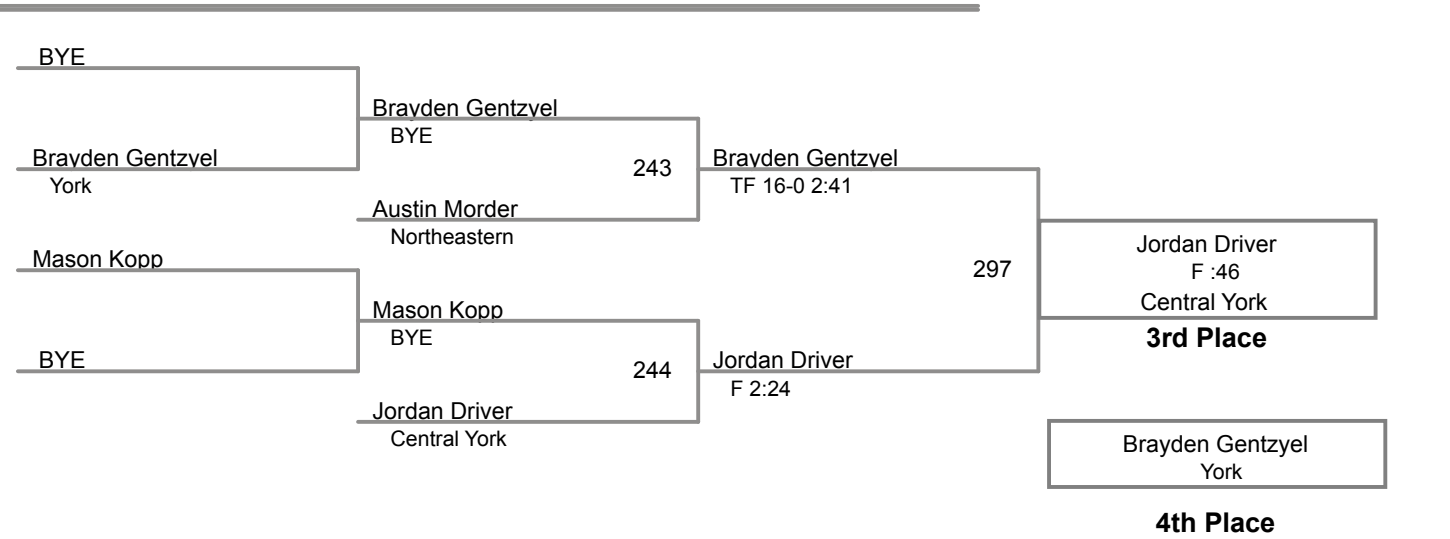 BYE
Brayden Gentzyel
BYE
Brayden Gentzyel
York
243
Brayden Gentzyel
TF 16-0 2:41
Austin Morder
Northeastern
Mason Kopp
297
Jordan Driver
F :46
Central York
3rd Place
Mason Kopp
BYE
BYE
244
Jordan Driver
F 2:24
Jordan Driver
Central York
Brayden Gentzyel
York
4th Place